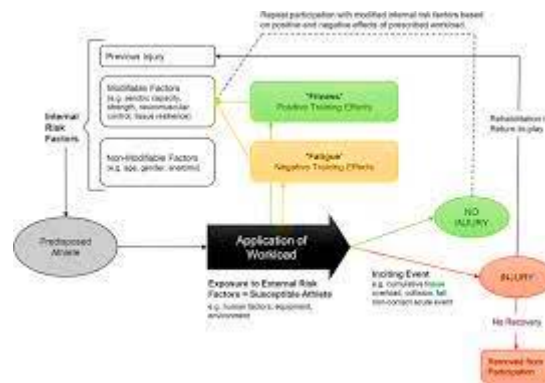 Repeat participation with modified internal risk factors based
on positive and negative effects of prescribed workload.
Previous Injury
Modifiable Factors
(e.g. aerobic capacity,
strength, neuromuscular
control, tissue resilience)
"Fitness"
Positive Training Effects
Internal
Risk
Factors
Rehabilitation
Return to play
Non-Modifiable Factors
(e.g. age, gender, anatomy)
"Fatigue"
Negative Training Effects
NO
INJURY
Predisposed
Athlete
Application of
Workload
Exposure to External Risk
Factors = Susceptible Athlete
e.g. human factors, equipment,
environment
Inciting Event
e.g. cumulative tissue
overload, collision, fall
non-contact acute event
INJURY
No Recovery
Removed from
Participation